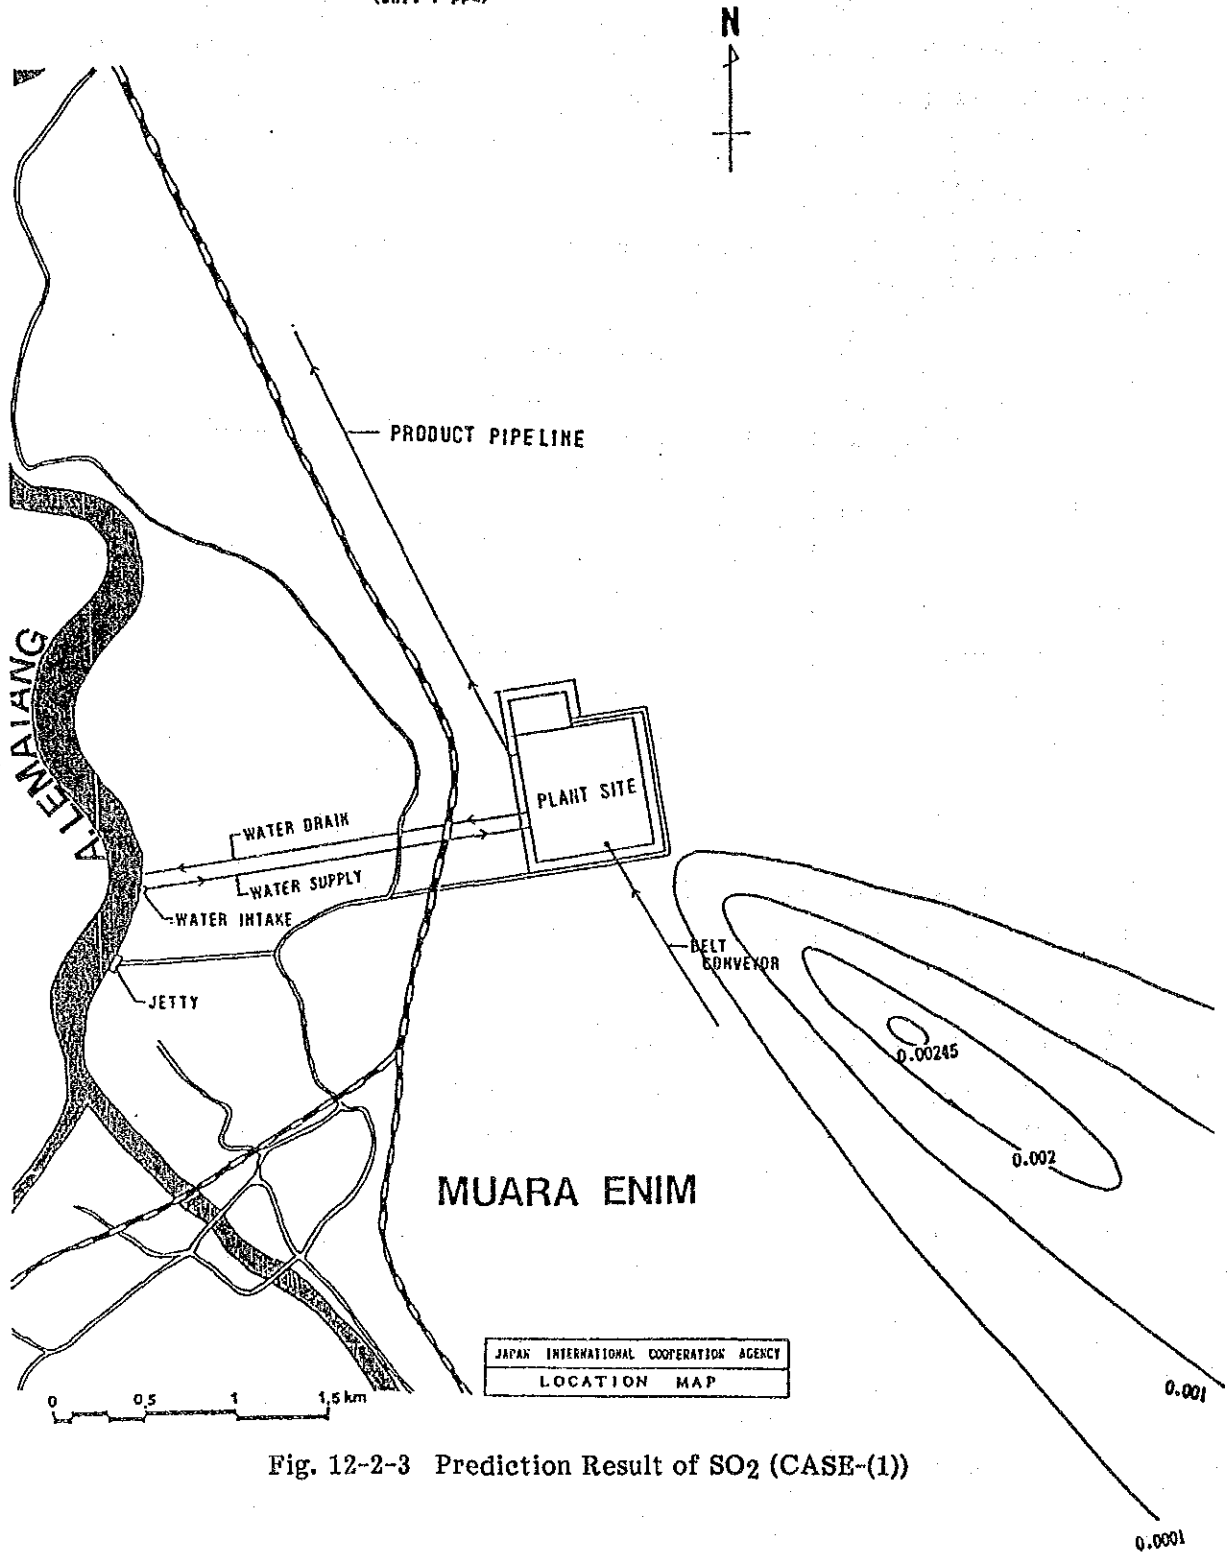 N
PRODUCT PIPELINE
A.LEMATANG
PLANT SITE
WATER DRAIN
WATER SUPPLY
WATER INTAKE
BELT
CONVEYOR
JETTY
0.00245
0.002
MUARA ENIM
JAPAN INTERNATIONAL COOPERATION AGENCY
LOCATION MAP
0 0.5 1 1.5 km
0.001
Fig. 12-2-3 Prediction Result of SO2 (CASE-(1))
0.0001